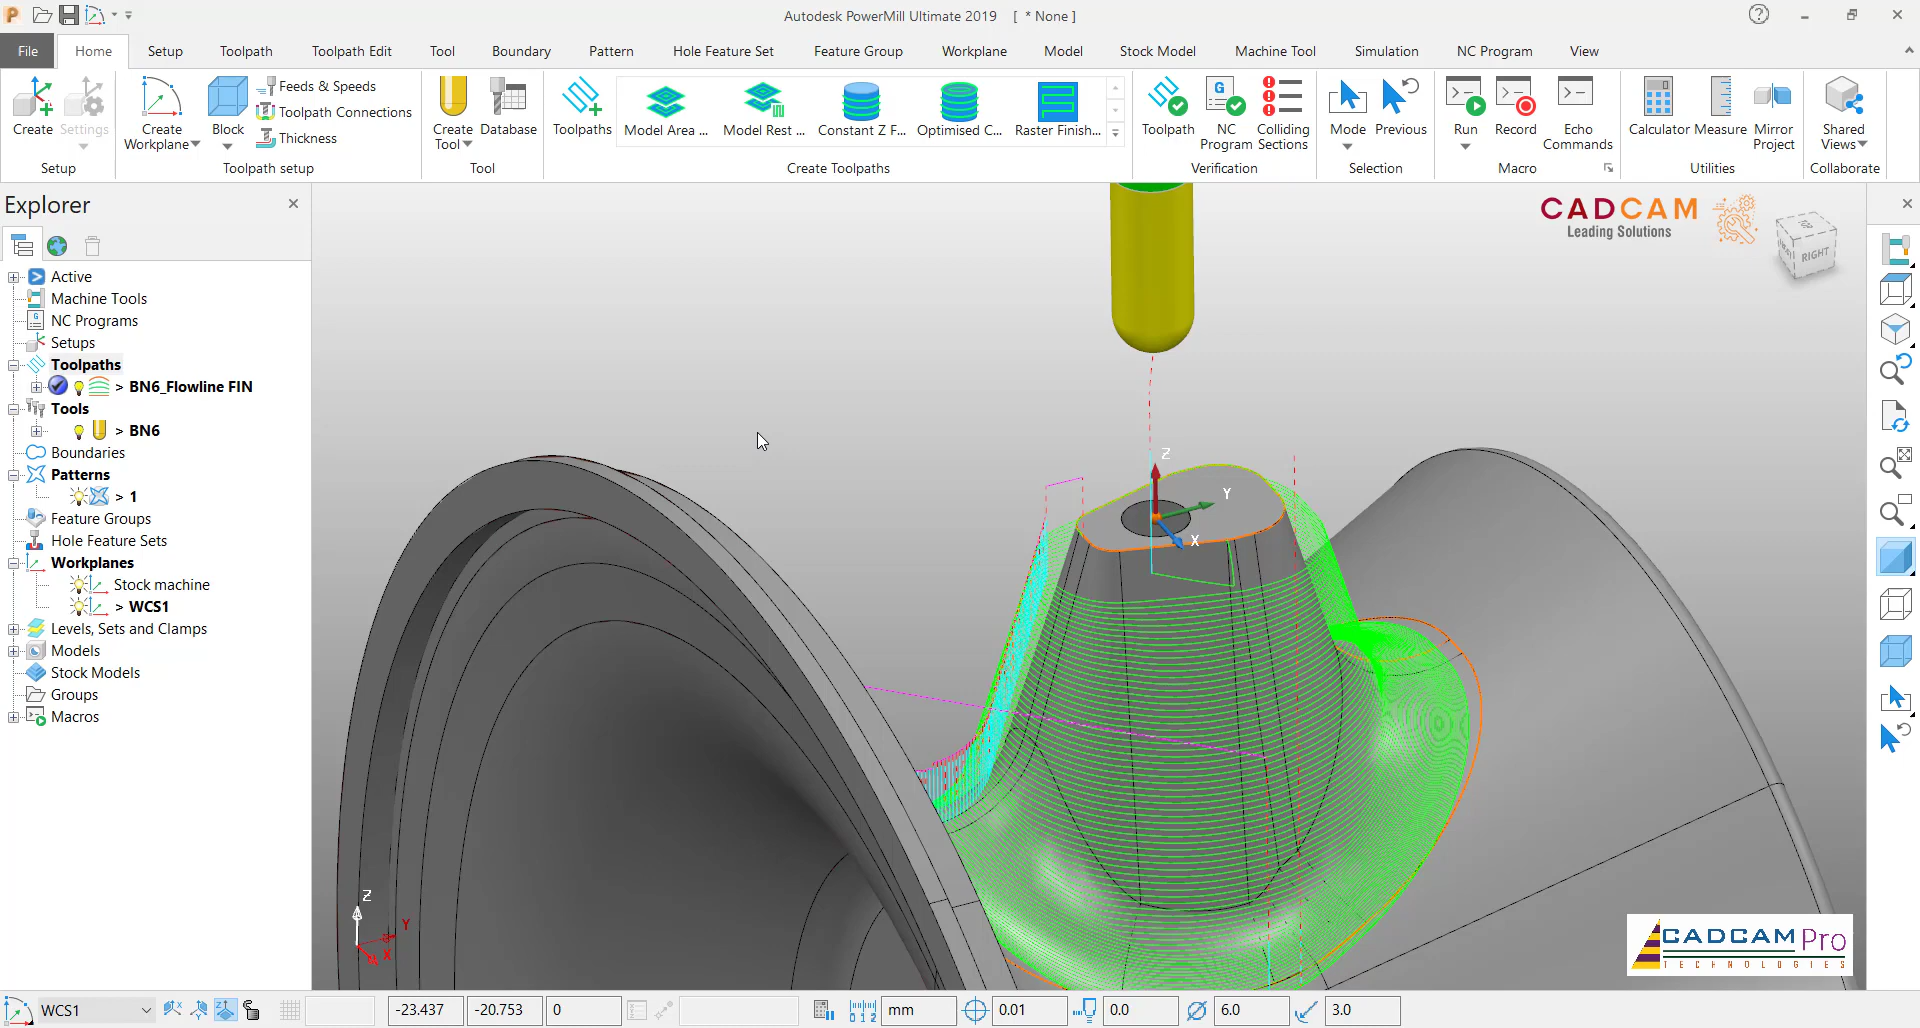 Autodesk PowerMill Ultimate 2019 [ * None ]
File Home Setup Toolpath Toolpath Edit Tool Boundary Pattern Hole Feature Set Feature Group Workplane Model Stock Model Machine Tool Simulation NC Program View
Create
Settings
Setup
Create
Workplane
Block
Feeds & Speeds
Toolpath Connections
Thickness
Toolpath setup
Create
Tool
Database
Tool
Toolpaths
Model Area ...
Model Rest ...
Constant Z F...
Optimised C...
Raster Finish...
Create Toolpaths
Toolpath
NC
Program
Colliding
Sections
Verification
Mode
Previous
Selection
Run
Record
Echo
Commands
Macro
Calculator
Measure
Mirror
Project
Utilities
Shared
Views
Collaborate
Explorer
Active
Machine Tools
NC Programs
Setups
Toolpaths
> BN6_Flowline FIN
Tools
> BN6
Boundaries
Patterns
> 1
Feature Groups
Hole Feature Sets
Workplanes
Stock machine
> WCS1
Levels, Sets and Clamps
Models
Stock Models
Groups
Macros
CADCAM
Leading Solutions
RIGHT
Z
Y
X
Z
Y
X
CADCAM Pro
TECHNOLOGIES
WCS1 -23.437 -20.753 0 mm 0.01 0.0 6.0 3.0